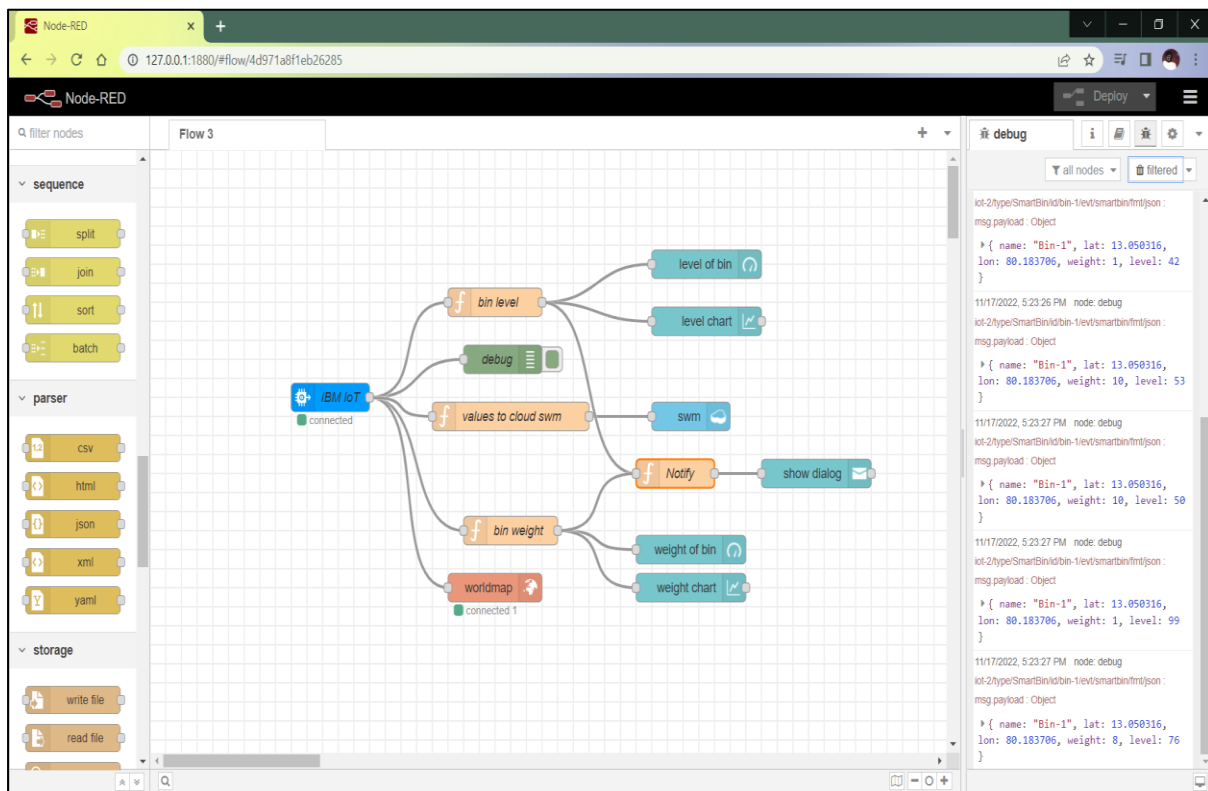 Node-RED
127.0.0.1:1880/#flow/4d971a8f1eb26285
Node-RED
Deploy
filter nodes
sequence
split
join
sort
batch
parser
csv
html
json
xml
yaml
storage
write file
read file
Flow 3
IBM IoT
connected
bin level
debug
values to cloud swm
bin weight
worldmap
connected 1
level of bin
level chart
swm
Notify
show dialog
weight of bin
weight chart
debug
all nodes
filtered
iot-2/type/SmartBin/id/bin-1/evt/smartbin/fmt/json :
msg.payload : Object
{ name: "Bin-1", lat: 13.050316,
lon: 80.183706, weight: 1, level: 42
}
11/17/2022, 5:23:26 PM node: debug
iot-2/type/SmartBin/id/bin-1/evt/smartbin/fmt/json :
msg.payload : Object
{ name: "Bin-1", lat: 13.050316,
lon: 80.183706, weight: 10, level: 53
}
11/17/2022, 5:23:27 PM node: debug
iot-2/type/SmartBin/id/bin-1/evt/smartbin/fmt/json :
msg.payload : Object
{ name: "Bin-1", lat: 13.050316,
lon: 80.183706, weight: 10, level: 50
}
11/17/2022, 5:23:27 PM node: debug
iot-2/type/SmartBin/id/bin-1/evt/smartbin/fmt/json :
msg.payload : Object
{ name: "Bin-1", lat: 13.050316,
lon: 80.183706, weight: 1, level: 99
}
11/17/2022, 5:23:27 PM node: debug
iot-2/type/SmartBin/id/bin-1/evt/smartbin/fmt/json :
msg.payload : Object
{ name: "Bin-1", lat: 13.050316,
lon: 80.183706, weight: 8, level: 76
}